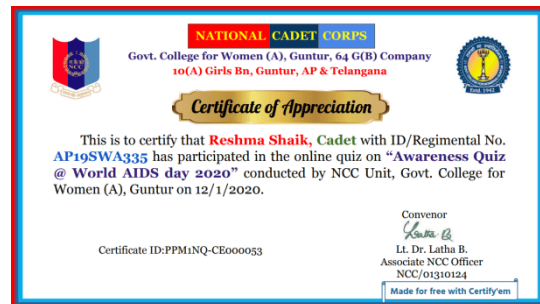 NATIONAL CADET CORPS
Govt. College for Women (A), Guntur, 64 G(B) Company
10(A) Girls Bn, Guntur, AP & Telangana
NCC
Estd. 1942
Certificate of Appreciation
This is to certify that Reshma Shaik, Cadet with ID/Regimental No.
AP19SWA335 has participated in the online quiz on “Awareness Quiz
@ World AIDS day 2020” conducted by NCC Unit, Govt. College for
Women (A), Guntur on 12/1/2020.
Convenor
Latha B
Certificate ID:PPM1NQ-CE000053
Lt. Dr. Latha B.
Associate NCC Officer
NCC/01310124
Made for free with Certify'em